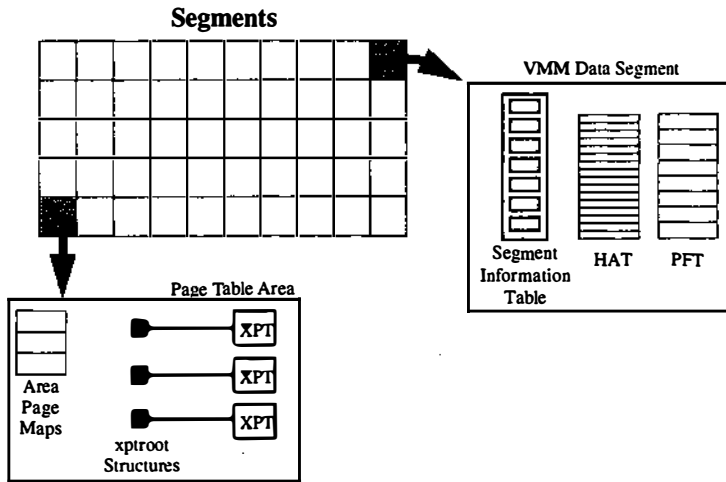 Segments
VMM Data Segment
Segment
Information
Table
HAT
PFT
Page Table Area
XPT
XPT
XPT
Area
Page
Maps
xptroot
Structures